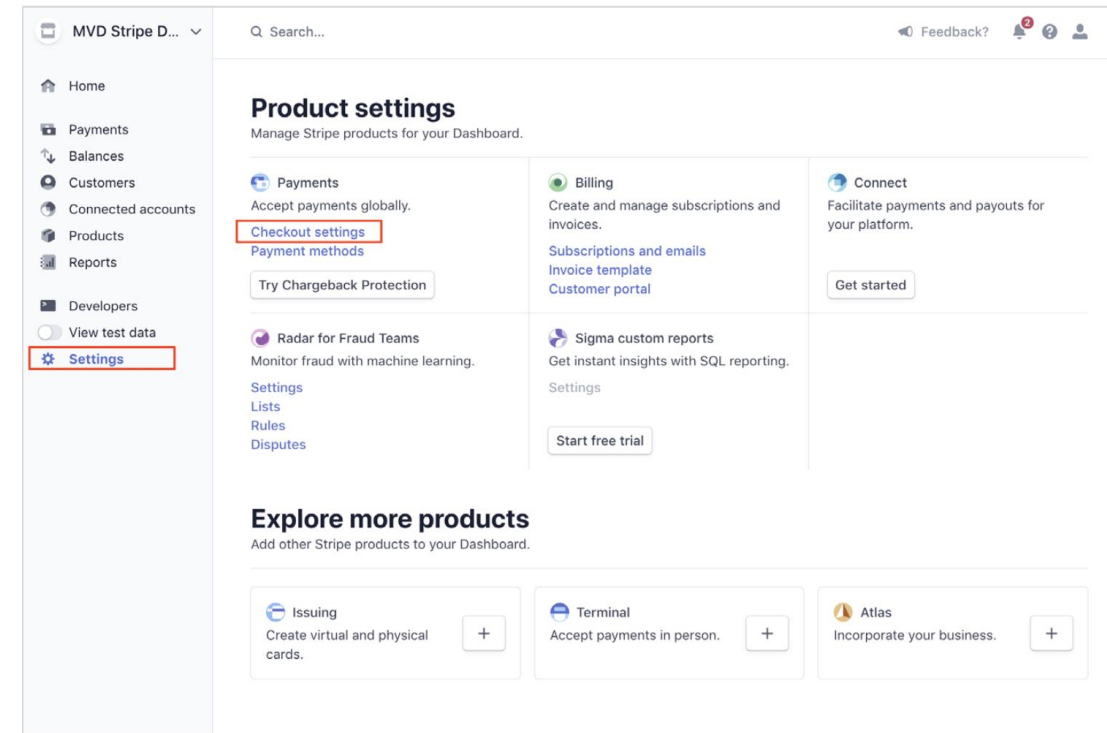 MVD Stripe D...
Search...
Feedback?
2
Home
Payments
Balances
Customers
Connected accounts
Products
Reports
Developers
View test data
Settings
Product settings
Manage Stripe products for your Dashboard.
Payments
Accept payments globally.
Checkout settings
Payment methods
Try Chargeback Protection
Billing
Create and manage subscriptions and
invoices.
Subscriptions and emails
Invoice template
Customer portal
Connect
Facilitate payments and payouts for
your platform.
Get started
Radar for Fraud Teams
Monitor fraud with machine learning.
Settings
Lists
Rules
Disputes
Sigma custom reports
Get instant insights with SQL reporting.
Settings
Start free trial
Explore more products
Add other Stripe products to your Dashboard.
Issuing
Create virtual and physical
cards.
+
Terminal
Accept payments in person.
+
Atlas
Incorporate your business.
+